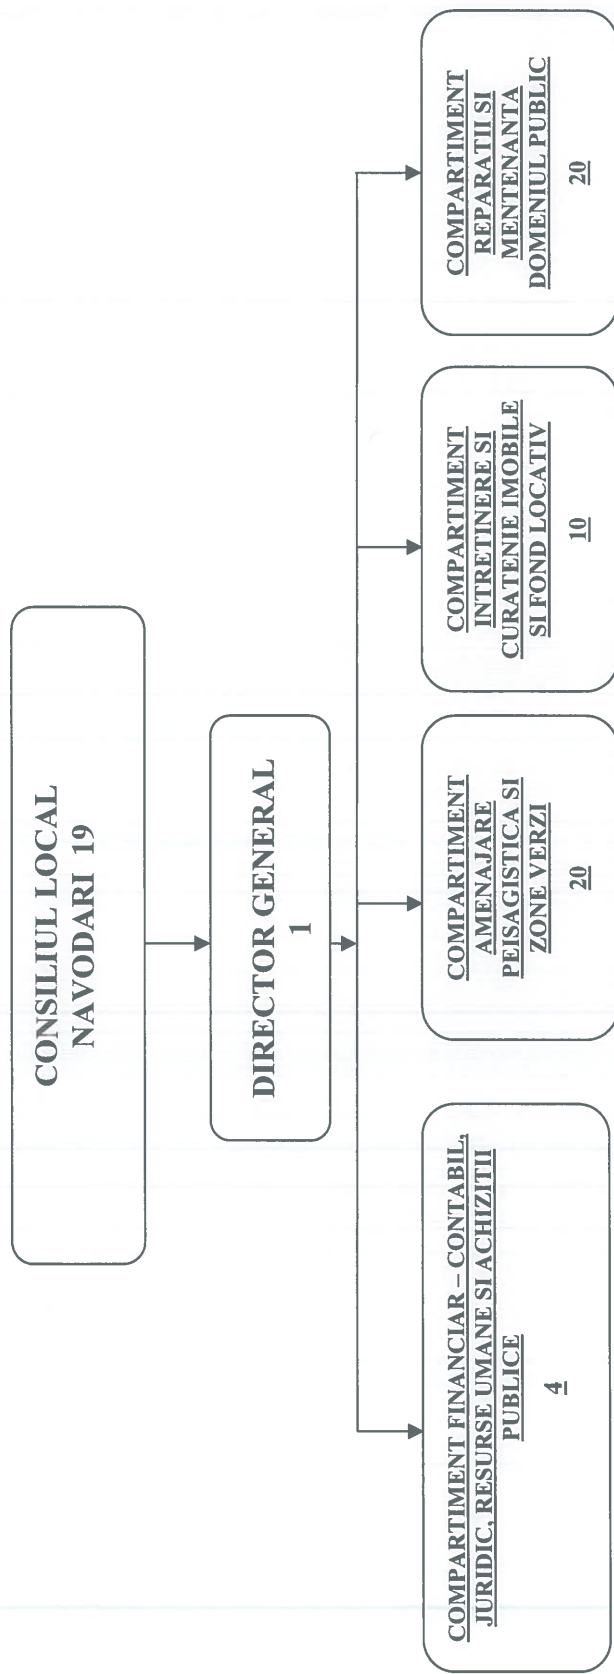 CONSILIUL LOCAL
NAVODARI 19
DIRECTOR GENERAL
1
COMPARTIMENT FINANCIAR – CONTABIL,
JURIDIC, RESURSE UMANE SI ACHIZITII
PUBLICE
4
COMPARTIMENT
AMENAJARE
PEISAGISTICA SI
ZONE VERZI
20
COMPARTIMENT
INTRETINERE SI
CURATENIE IMOBILE
SI FOND LOCATIV
10
COMPARTIMENT
REPARATII SI
MENTENANTA
DOMENIUL PUBLIC
20